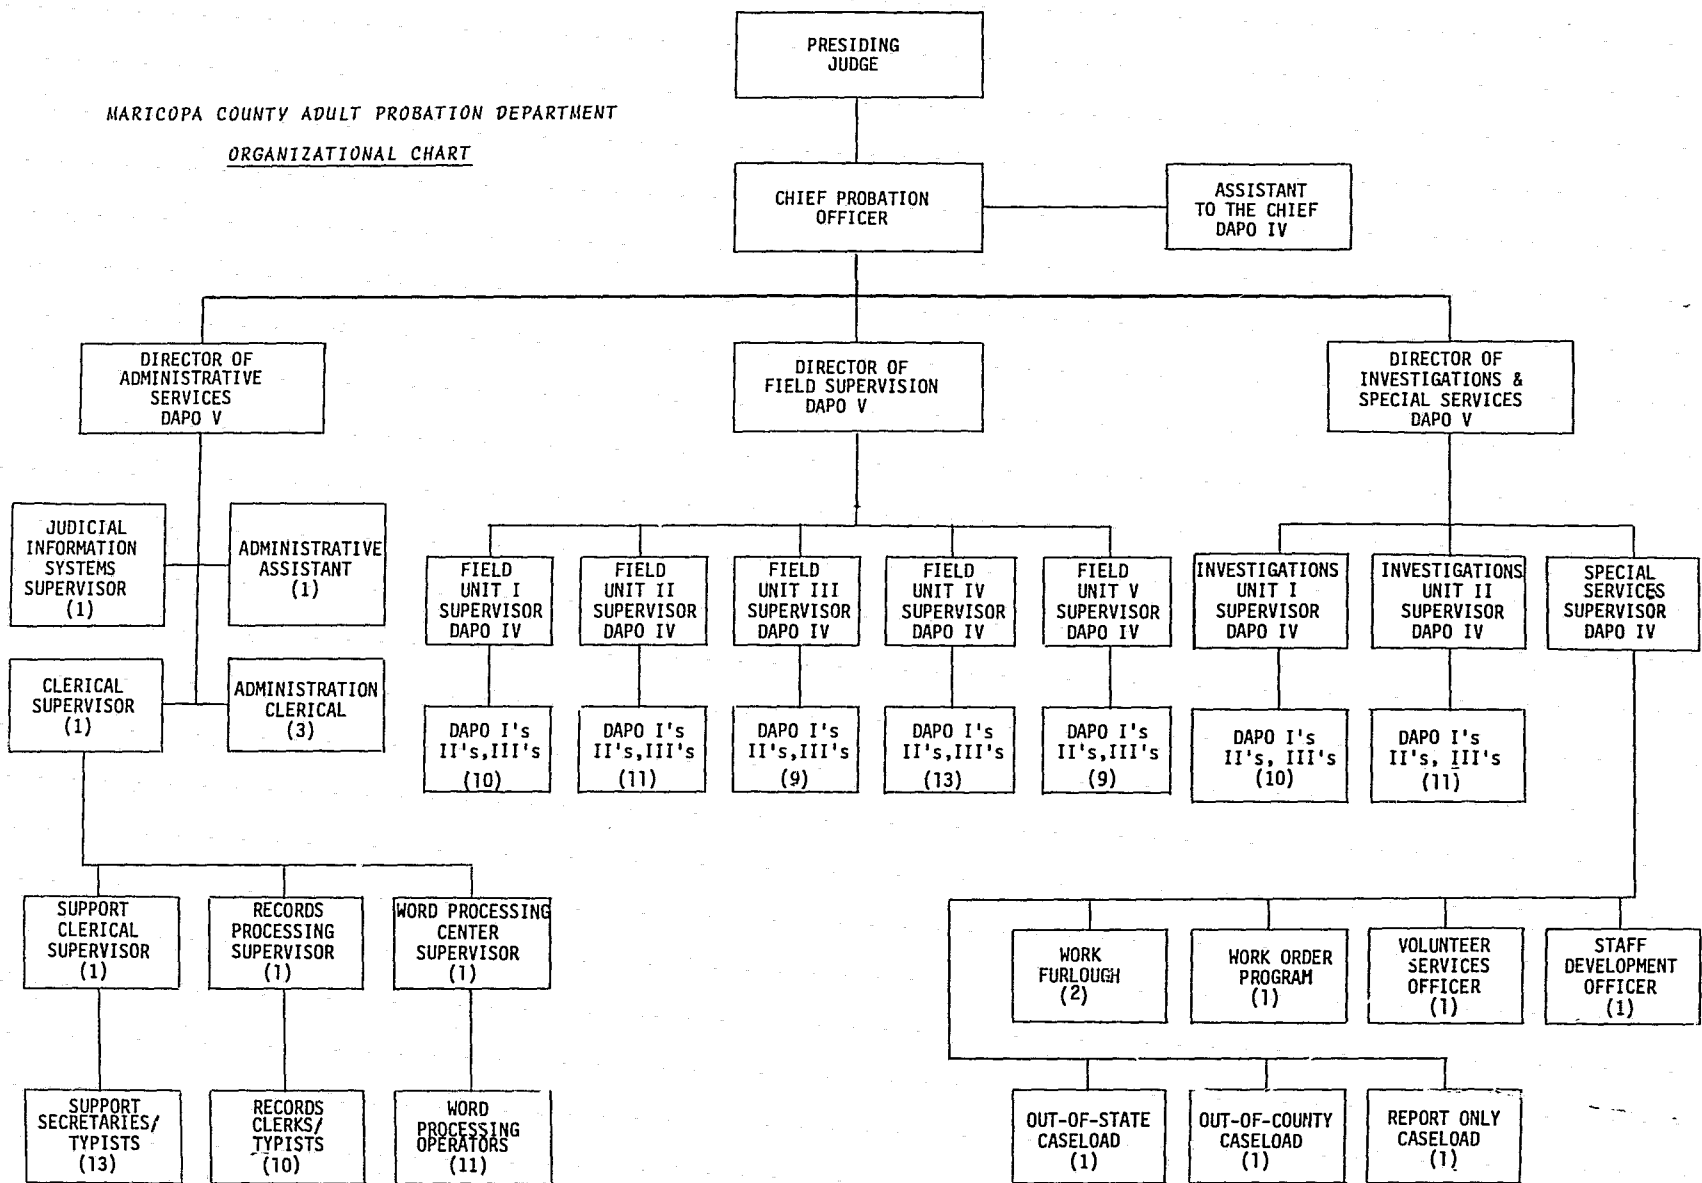 PRESIDING
JUDGE
MARICOPA COUNTY ADULT PROBATION DEPARTMENT
ORGANIZATIONAL CHART
CHIEF PROBATION
OFFICER
ASSISTANT
TO THE CHIEF
DAPO IV
DIRECTOR OF
ADMINISTRATIVE
SERVICES
DAPO V
DIRECTOR OF
FIELD SUPERVISION
DAPO V
DIRECTOR OF
INVESTIGATIONS &
SPECIAL SERVICES
DAPO V
JUDICIAL
INFORMATION
SYSTEMS
SUPERVISOR
(1)
ADMINISTRATIVE
ASSISTANT
(1)
FIELD
UNIT I
SUPERVISOR
DAPO IV
FIELD
UNIT II
SUPERVISOR
DAPO IV
FIELD
UNIT III
SUPERVISOR
DAPO IV
FIELD
UNIT IV
SUPERVISOR
DAPO IV
FIELD
UNIT V
SUPERVISOR
DAPO IV
INVESTIGATIONS
UNIT I
SUPERVISOR
DAPO IV
INVESTIGATIONS
UNIT II
SUPERVISOR
DAPO IV
SPECIAL
SERVICES
SUPERVISOR
DAPO IV
CLERICAL
SUPERVISOR
(1)
ADMINISTRATION
CLERICAL
(3)
DAPO I's
II's,III's
(10)
DAPO I's
II's,III's
(11)
DAPO I's
II's,III's
(9)
DAPO I's
II's,III's
(13)
DAPO I's
II's,III's
(9)
DAPO I's
II's, III's
(10)
DAPO I's
II's, III's
(11)
SUPPORT
CLERICAL
SUPERVISOR
(1)
RECORDS
PROCESSING
SUPERVISOR
(1)
WORD PROCESSING
CENTER
SUPERVISOR
(1)
WORK
FURLOUGH
(2)
WORK ORDER
PROGRAM
(1)
VOLUNTEER
SERVICES
OFFICER
(1)
STAFF
DEVELOPMENT
OFFICER
(1)
SUPPORT
SECRETARIES/
TYPISTS
(13)
RECORDS
CLERKS/
TYPISTS
(10)
WORD
PROCESSING
OPERATORS
(11)
OUT-OF-STATE
CASELOAD
(1)
OUT-OF-COUNTY
CASELOAD
(1)
REPORT ONLY
CASELOAD
(1)